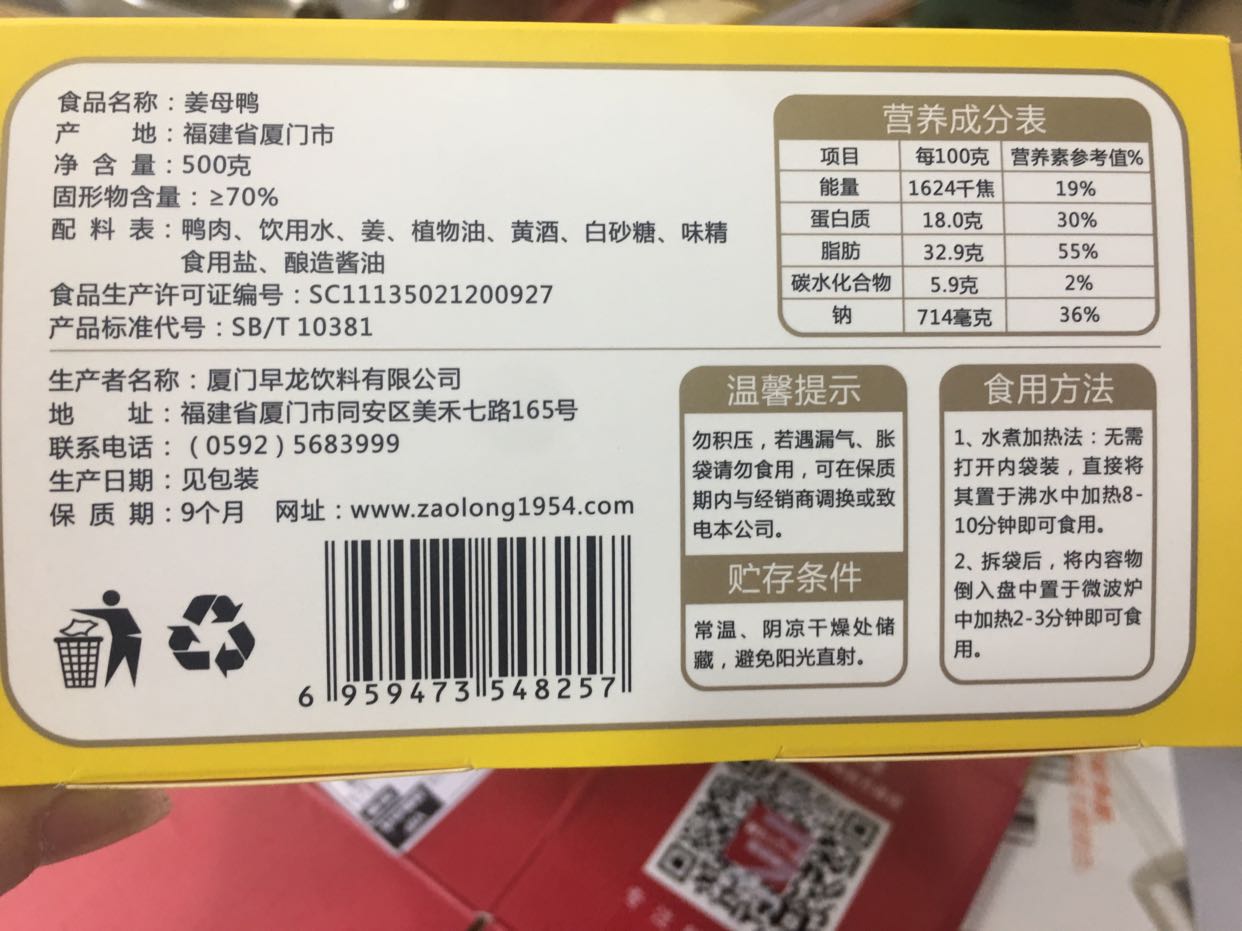 食品名称：姜母鸭
产 地：福建省厦门市
净含量：500克
固形物含量：≥70%
配料表：鸭肉、饮用水、姜、植物油、黄酒、白砂糖、味精
食用盐、酿造酱油
食品生产许可证编号：SC11135021200927
产品标准代号：SB/T 10381
营养成分表
项目 每100克 营养素参考值%
能量 1624千焦 19%
蛋白质 18.0克 30%
脂肪 32.9克 55%
碳水化合物 5.9克 2%
钠 714毫克 36%
生产者名称：厦门早龙饮料有限公司
地 址：福建省厦门市同安区美禾七路165号
联系电话：（0592）5683999
生产日期：见包装
保质期：9个月 网址：www.zaolong1954.com
6 959473 548257
温馨提示
勿积压，若遇漏气、胀
袋请勿食用，可在保质
期内与经销商调换或致
电本公司。
贮存条件
常温、阴凉干燥处储
藏，避免阳光直射。
食用方法
1、水煮加热法：无需
打开内袋装，直接将
其置于沸水中加热8-
10分钟即可食用。
2、拆袋后，将内容物
倒入盘中置于微波炉
中加热2-3分钟即可食
用。